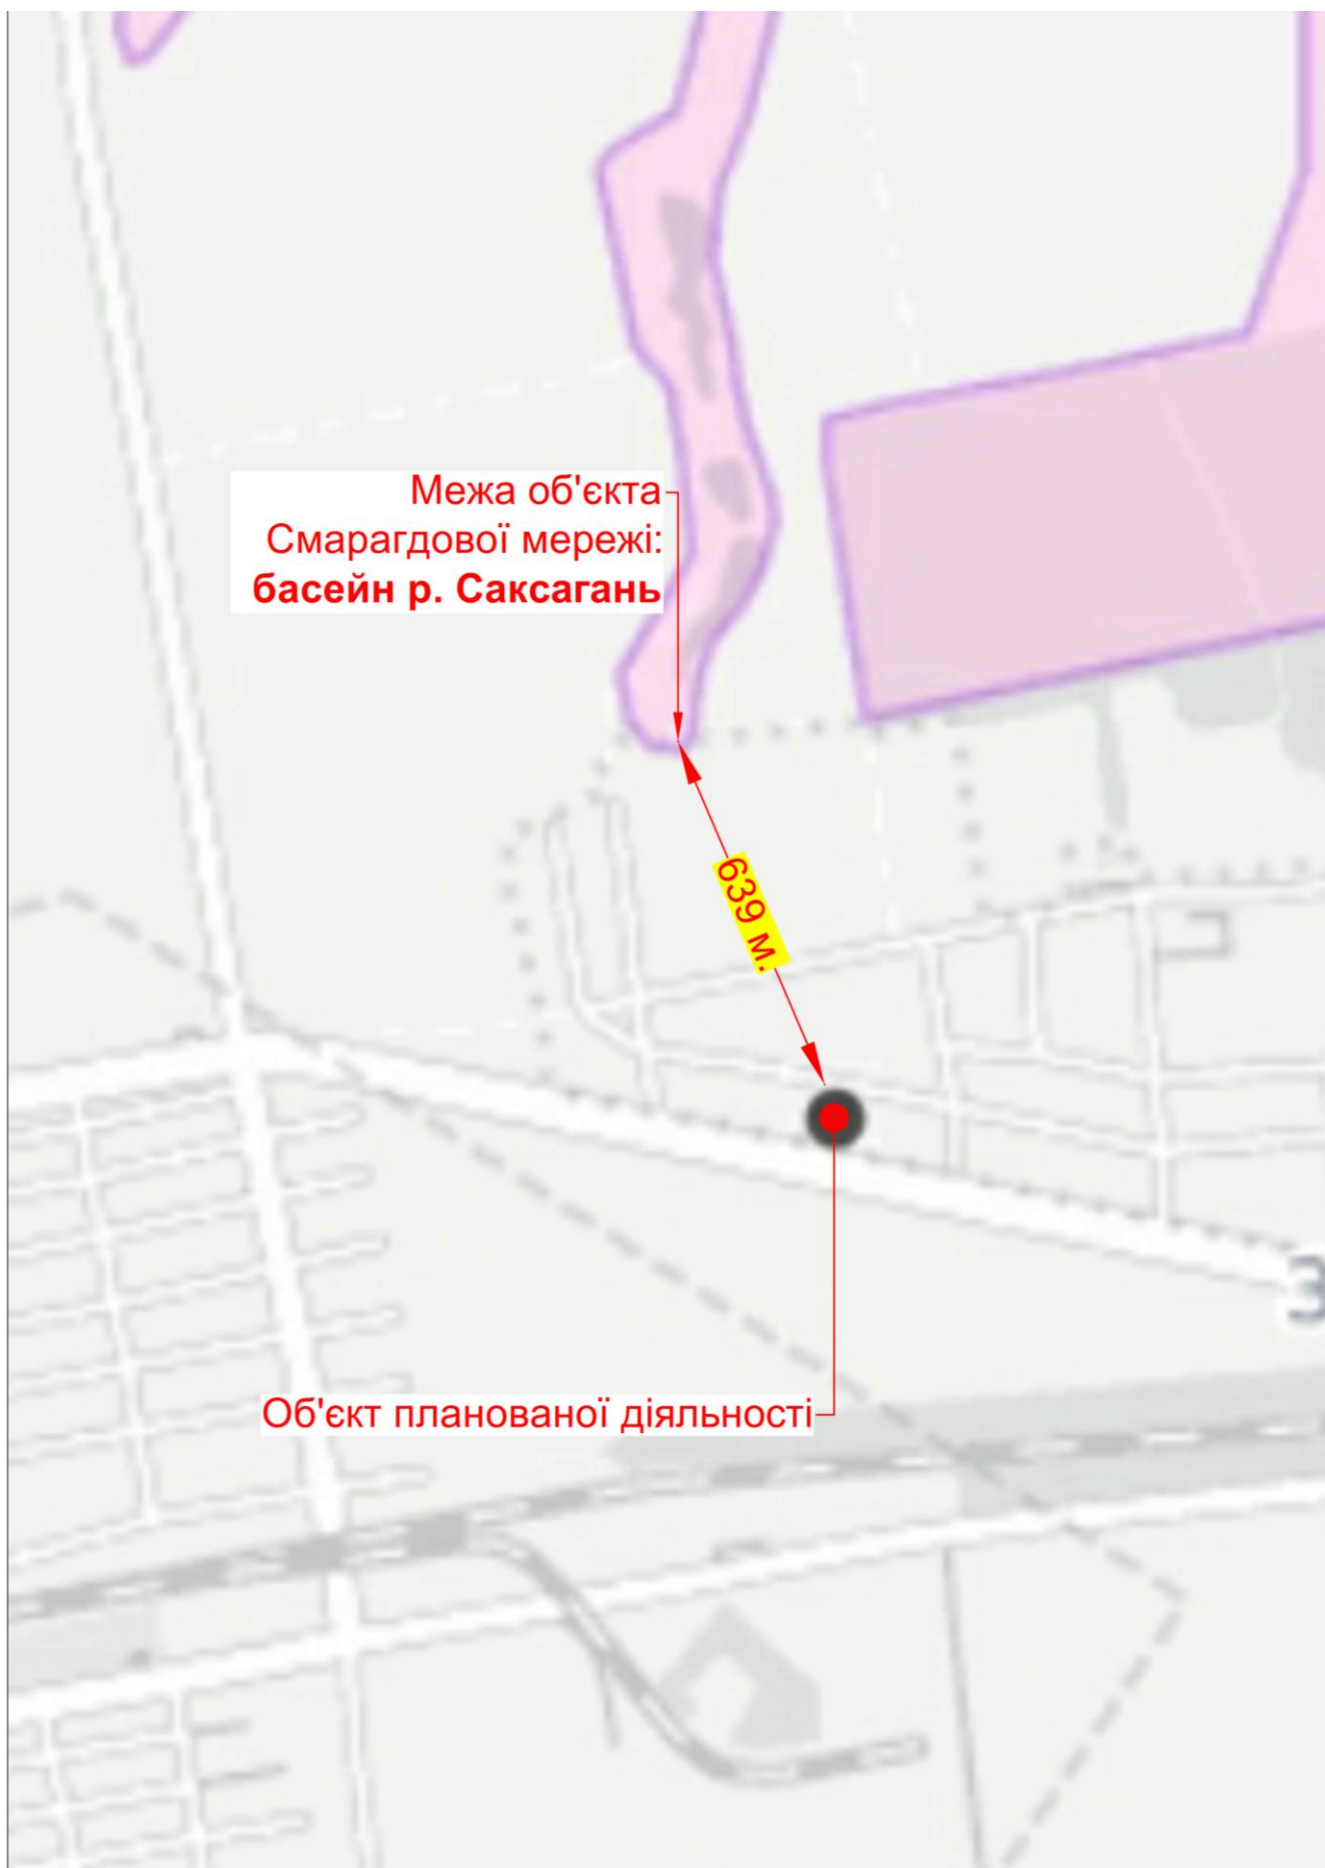 Межа об'єкта
Смарагдової мережі:
басейн р. Саксагань
639 м.
З
Об'єкт планованої діяльності